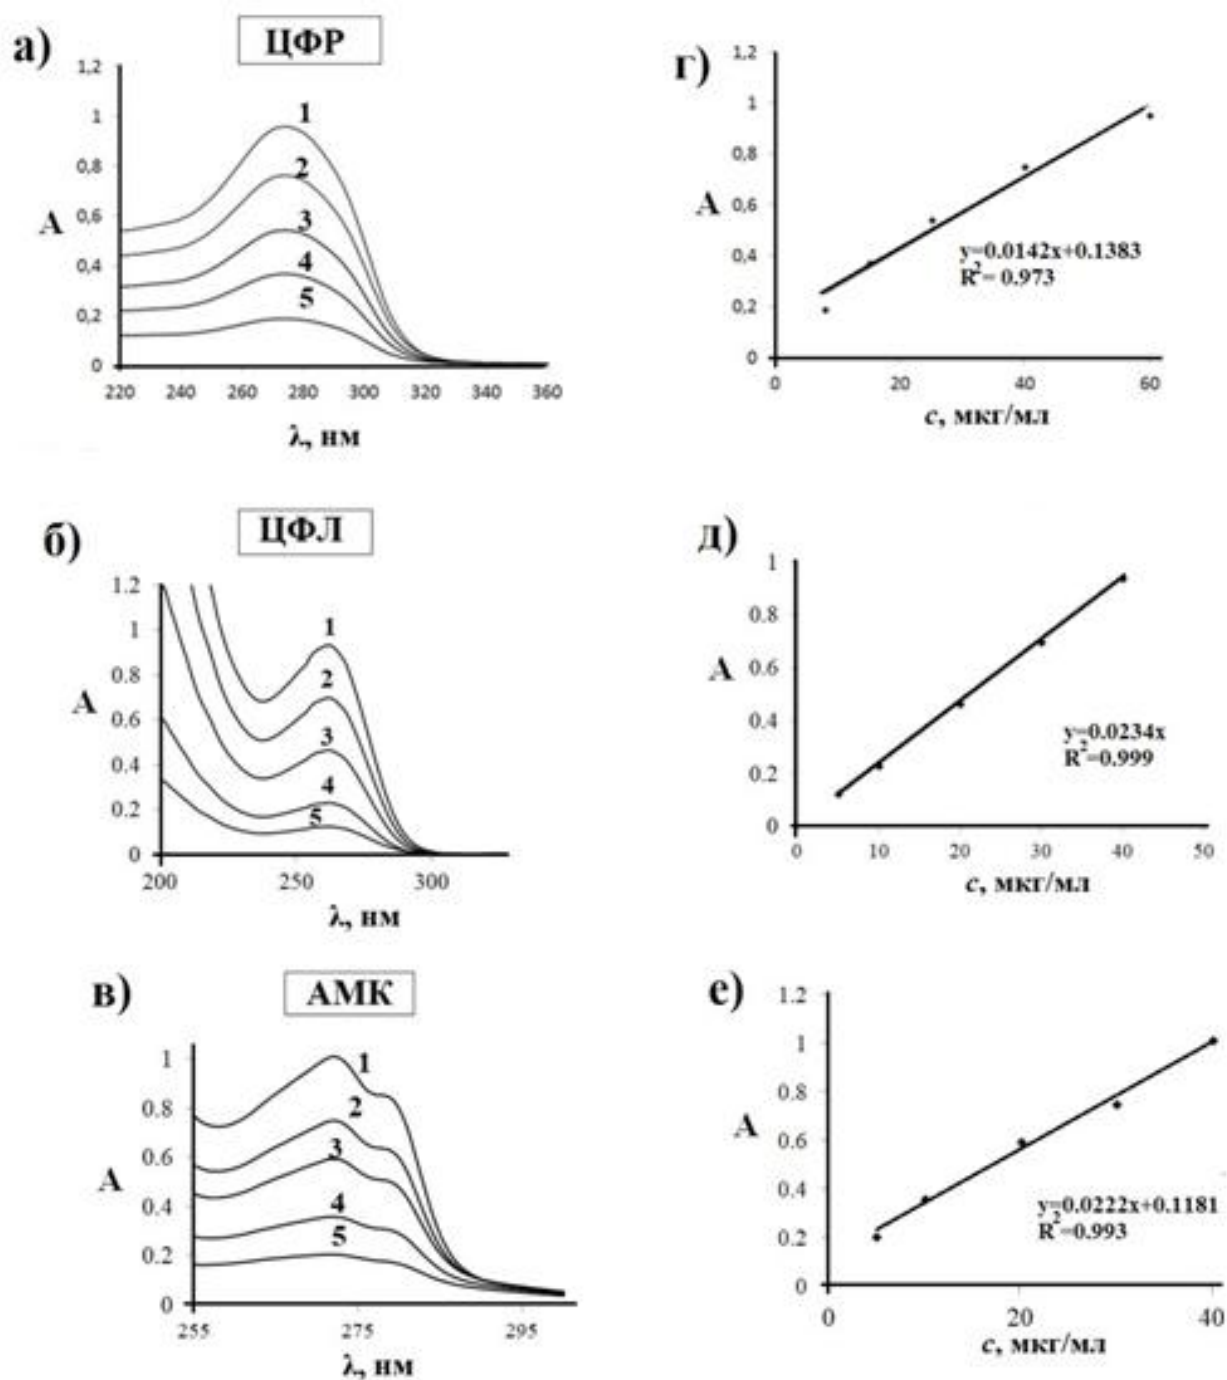 а)
ЦФР
1,2
1
0,8
0,6
0,4
0,2
0
А
1
2
3
4
5
220 240 260 280 300 320 340 360
λ, нм
г)
1,2
1
0,8
0,6
0,4
0,2
0
А
y=0.0142x+0.1383
R²= 0.973
0 20 40 60
с, мкг/мл
б)
ЦФЛ
1.2
1
0.8
0.6
0.4
0.2
0
А
1
2
3
4
5
200 250 300
λ, нм
д)
1
0.8
0.6
0.4
0.2
0
А
y=0.0234x
R²=0.999
0 10 20 30 40 50
с, мкг/мл
в)
АМК
1
0.8
0.6
0.4
0.2
0
А
1
2
3
4
5
255 275 295
λ, нм
е)
1.2
1
0.8
0.6
0.4
0.2
0
А
y=0.0222x+0.1181
R²=0.993
0 20 40
с, мкг/мл